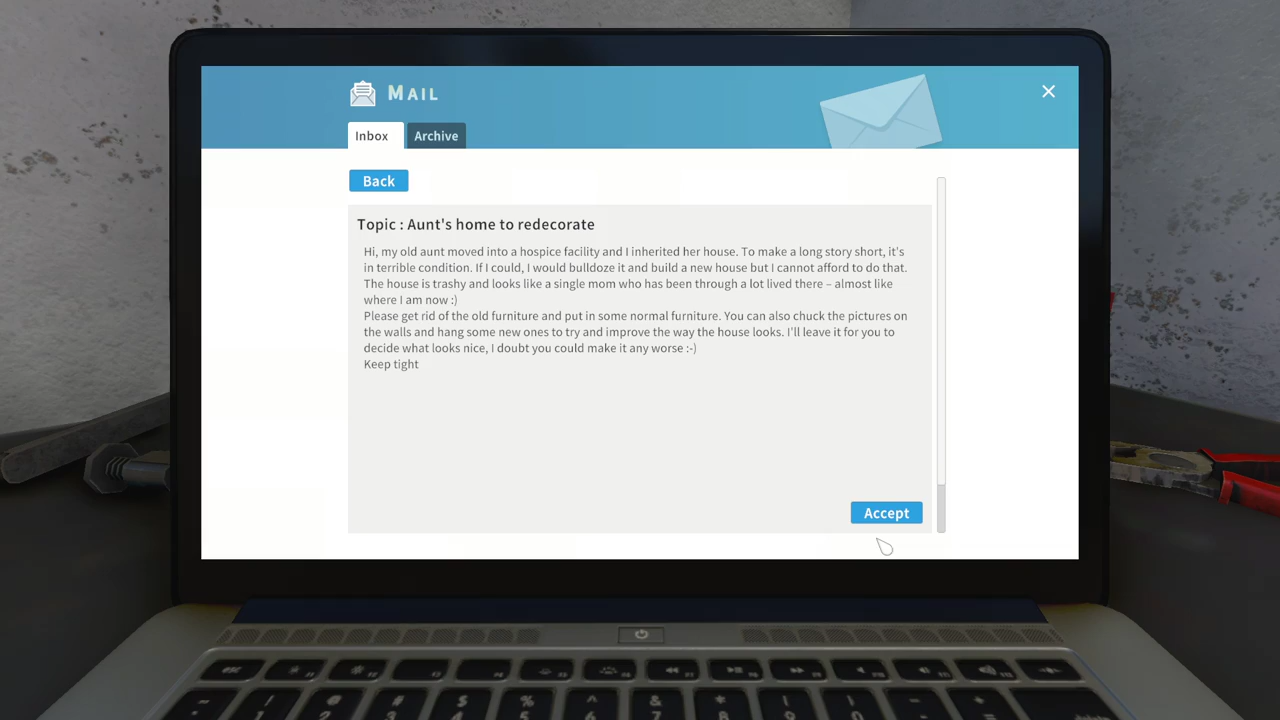 MAIL
Inbox
Archive
Back
Topic : Aunt's home to redecorate
Hi, my old aunt moved into a hospice facility and I inherited her house. To make a long story short, it's
in terrible condition. If I could, I would bulldoze it and build a new house but I cannot afford to do that.
The house is trashy and looks like a single mom who has been through a lot lived there – almost like
where I am now :)
Please get rid of the old furniture and put in some normal furniture. You can also chuck the pictures on
the walls and hang some new ones to try and improve the way the house looks. I'll leave it for you to
decide what looks nice, I doubt you could make it any worse :-)
Keep tight
Accept